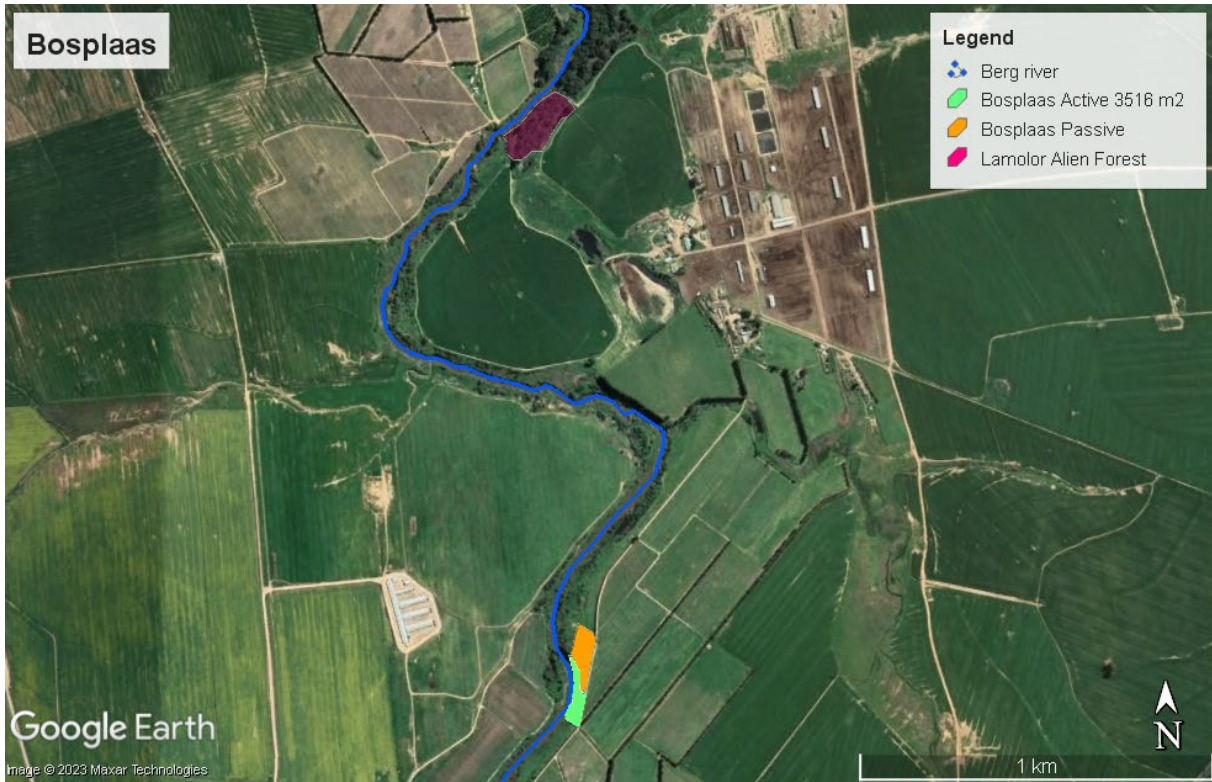 Bosplaas
Legend
Berg river
Bosplaas Active 3516 m2
Bosplaas Passive
Lamolor Alien Forest
Google Earth
mage © 2023 Maxar Technologies
N
1 km